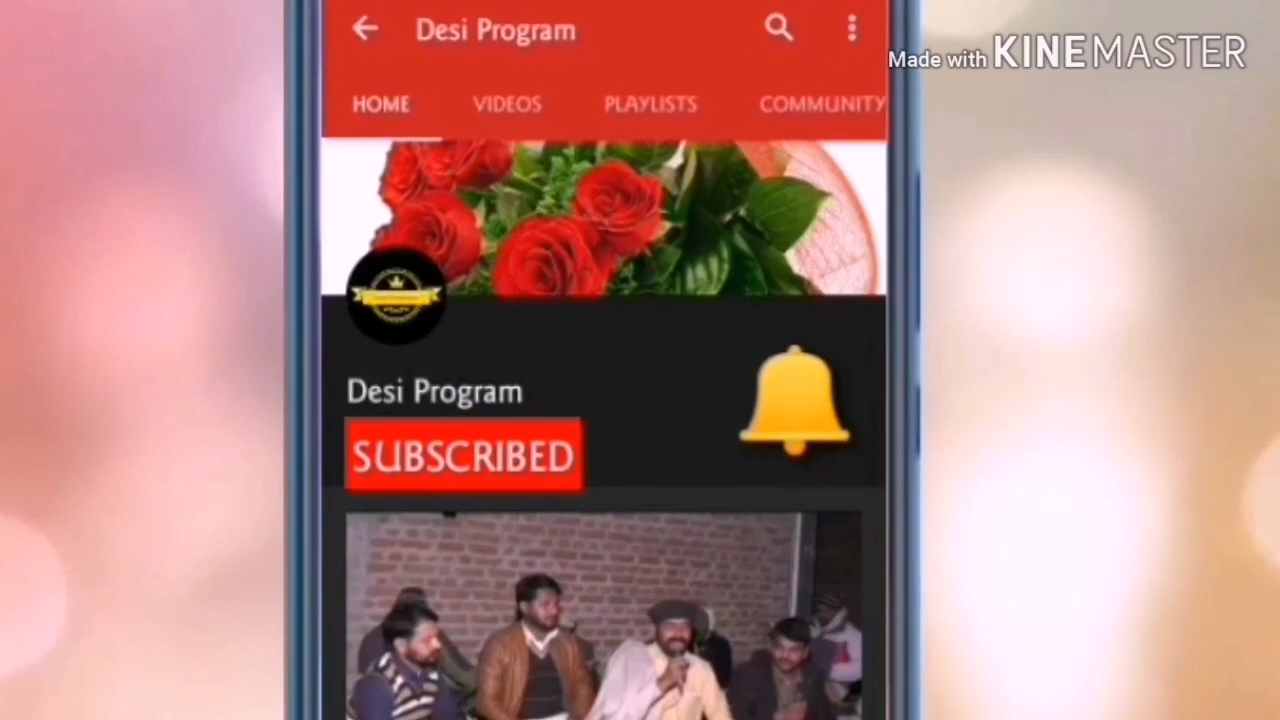 Desi Program
Made with KINEMASTER
HOME VIDEOS PLAYLISTS COMMUNITY
Desi Program
SUBSCRIBED